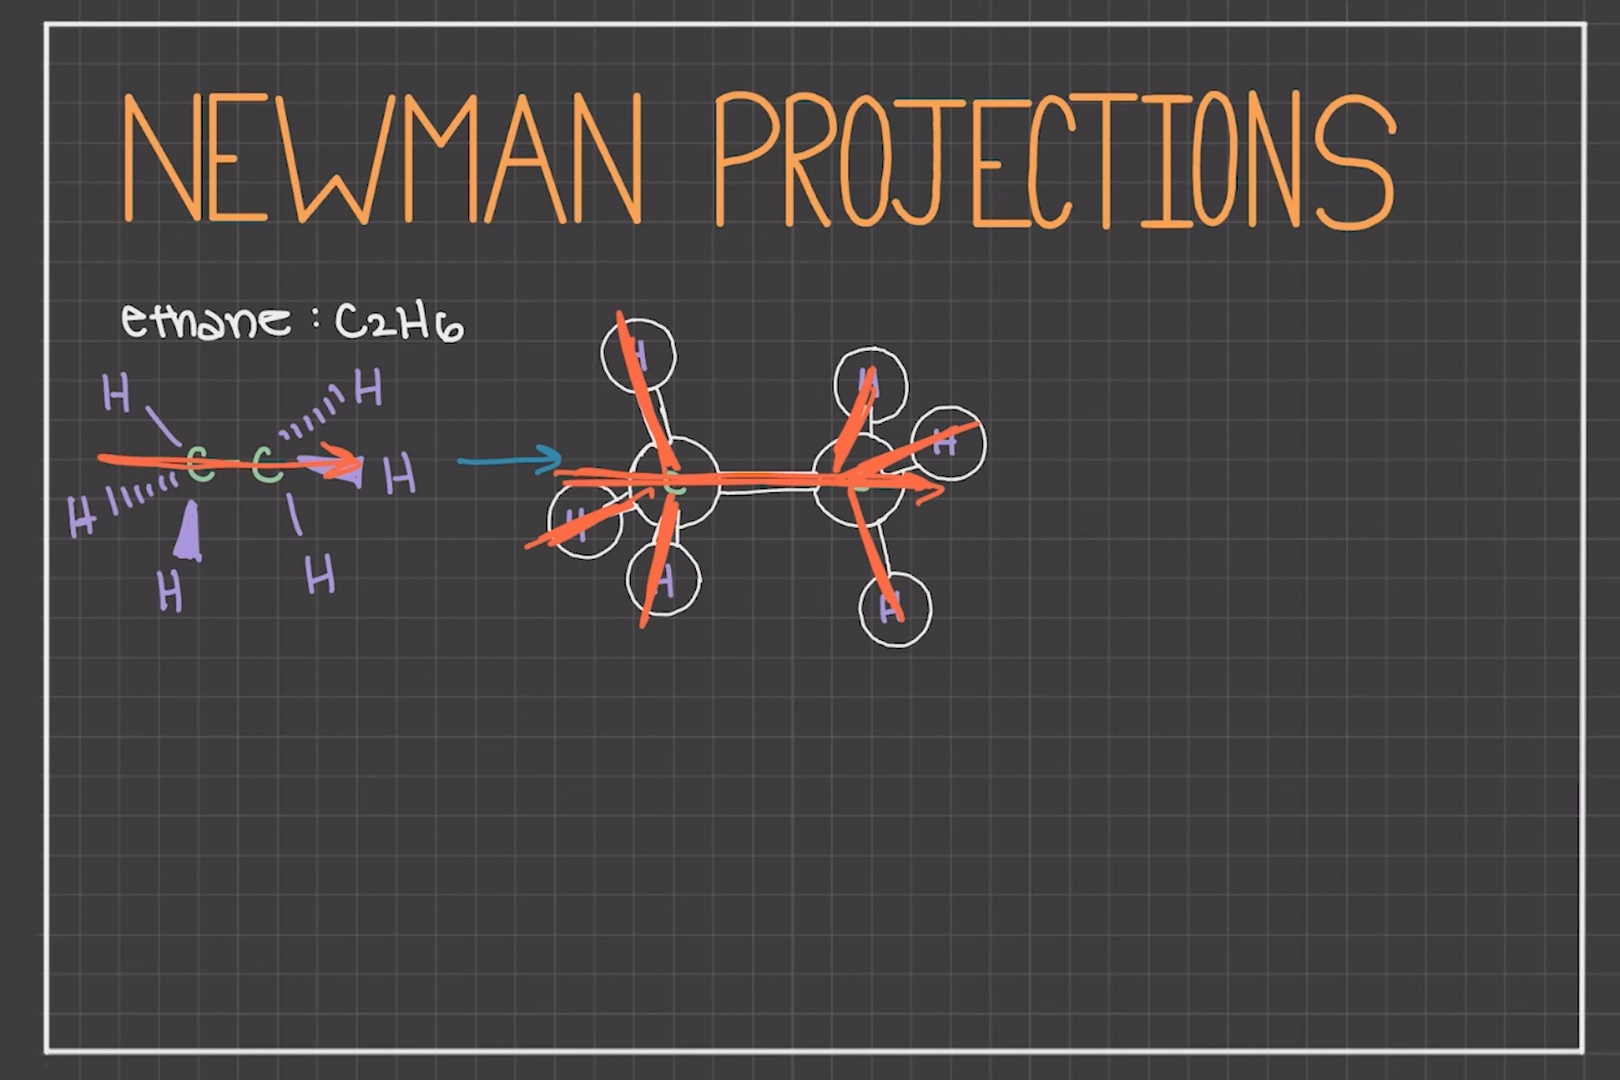 NEWMAN PROJECTIONS
ethane : C2H6
H H
C C H
H
H H
H H
H
C
H
H H